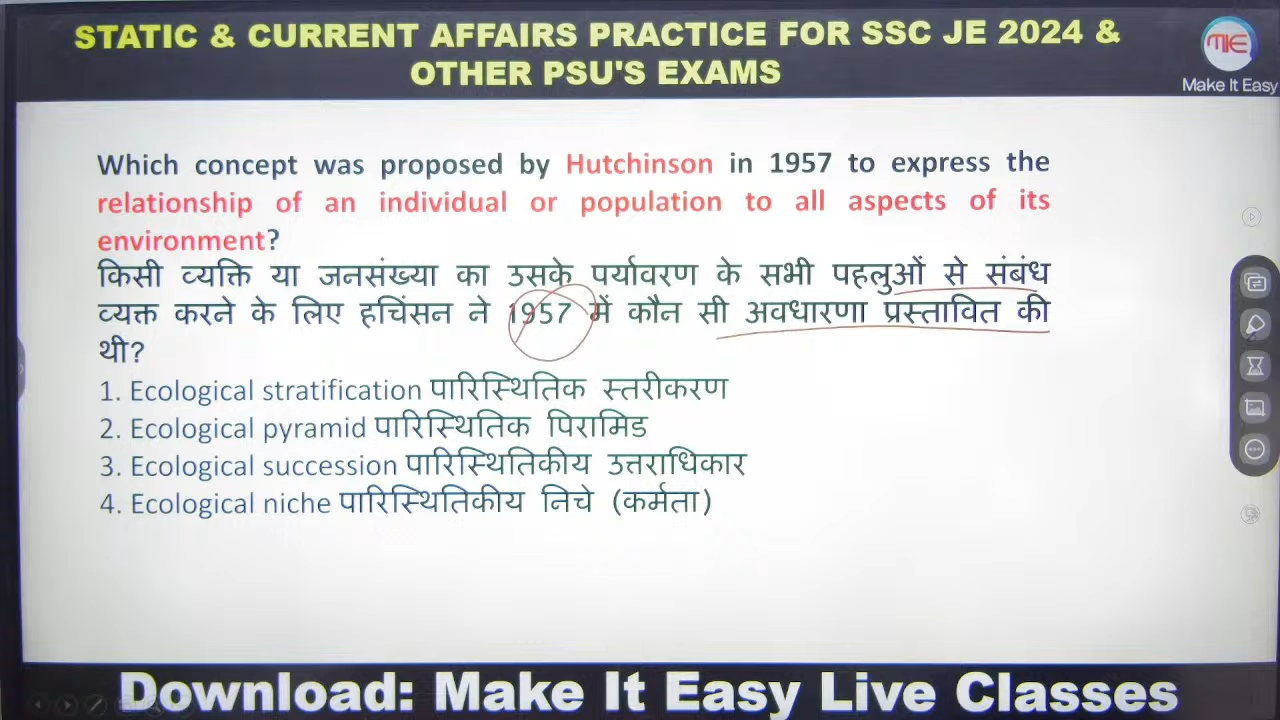 STATIC & CURRENT AFFAIRS PRACTICE FOR SSC JE 2024 &
OTHER PSU'S EXAMS
MIE
Make It Easy
Which concept was proposed by Hutchinson in 1957 to express the
relationship of an individual or population to all aspects of its
environment?
किसी व्यक्ति या जनसंख्या का उसके पर्यावरण के सभी पहलुओं से संबंध
व्यक्त करने के लिए हचिंसन ने 1957 में कौन सी अवधारणा प्रस्तावित की
थी?
1. Ecological stratification पारिस्थितिक स्तरीकरण
2. Ecological pyramid पारिस्थितिक पिरामिड
3. Ecological succession पारिस्थितिकीय उत्तराधिकार
4. Ecological niche पारिस्थितिकीय निचे (कर्मता)
Download: Make It Easy Live Classes